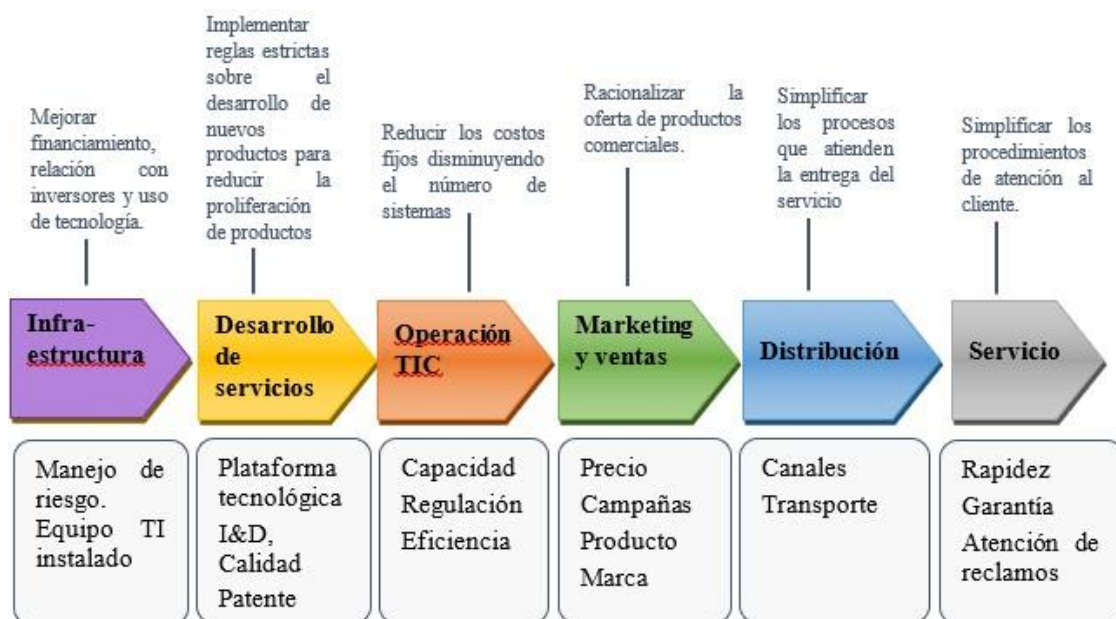 Mejorar
financiamiento,
relación con
inversores y uso
de tecnología.
Implementar
reglas estrictas
sobre el
desarrollo de
nuevos
productos para
reducir la
proliferación
de productos
Reducir los costos
fijos disminuyendo
el número de
sistemas
Racionalizar la
oferta de productos
comerciales.
Simplificar
los procesos
que atienden
la entrega del
servicio
Simplificar los
procedimientos
de atención al
cliente.
Infra-
estructura
Desarrollo
de
servicios
Operación
TIC
Marketing
y ventas
Distribución
Servicio
Manejo de
riesgo.
Equipo TI
instalado
Plataforma
tecnológica
I&D,
Calidad
Patente
Capacidad
Regulación
Eficiencia
Precio
Campañas
Producto
Marca
Canales
Transporte
Rapidez
Garantía
Atención de
reclamos